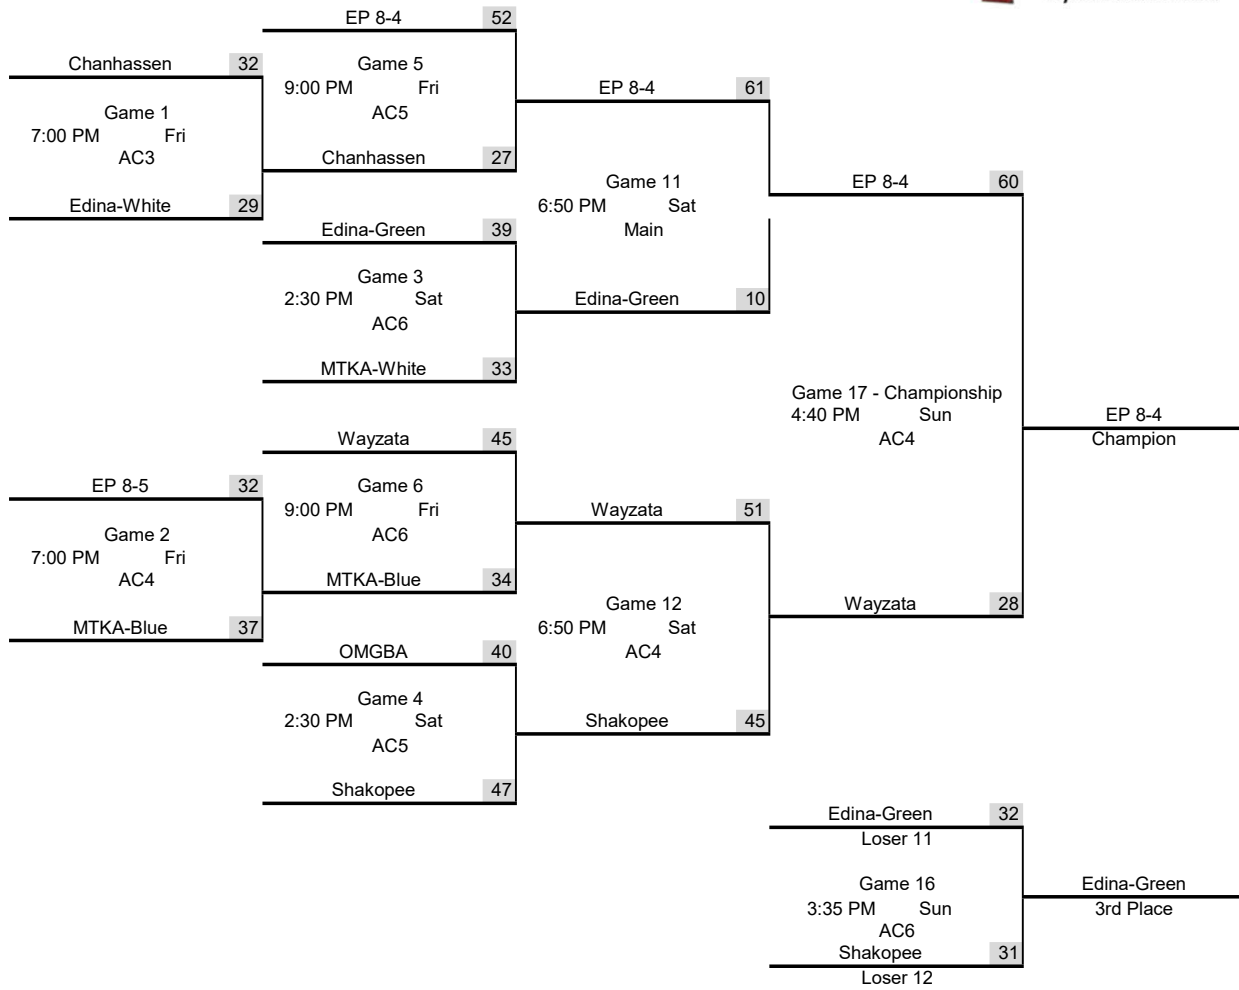 EP 8-4 52
Chanhassen 32
Game 5
9:00 PM Fri
AC5
EP 8-4 61
Game 1
7:00 PM Fri
AC3
Chanhassen 27
Game 11
6:50 PM Sat
Main
EP 8-4 60
Edina-White 29
Edina-Green 39
Game 3
2:30 PM Sat
AC6
Edina-Green 10
MTKA-White 33
Game 17 - Championship
4:40 PM Sun
AC4
EP 8-4
Champion
Wayzata 45
EP 8-5 32
Game 6
9:00 PM Fri
AC6
Wayzata 51
Game 2
7:00 PM Fri
AC4
MTKA-Blue 34
Game 12
6:50 PM Sat
AC4
Wayzata 28
MTKA-Blue 37
OMGBA 40
Game 4
2:30 PM Sat
AC5
Shakopee 45
Shakopee 47
Edina-Green 32
Loser 11
Game 16
3:35 PM Sun
AC6
Edina-Green
3rd Place
Shakopee 31
Loser 12